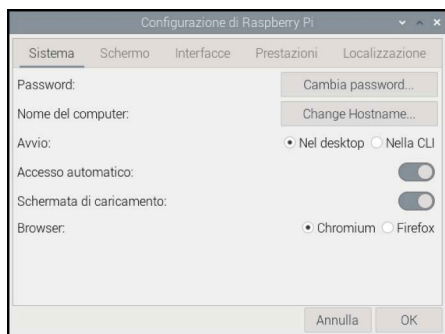 Configurazione di Raspberry Pi
Sistema Schermo Interfacce Prestazioni Localizzazione
Password: Cambia password...
Nome del computer: Change Hostname...
Avvio: Nel desktop Nella CLI
Accesso automatico:
Schermata di caricamento:
Browser: Chromium Firefox
Annulla OK